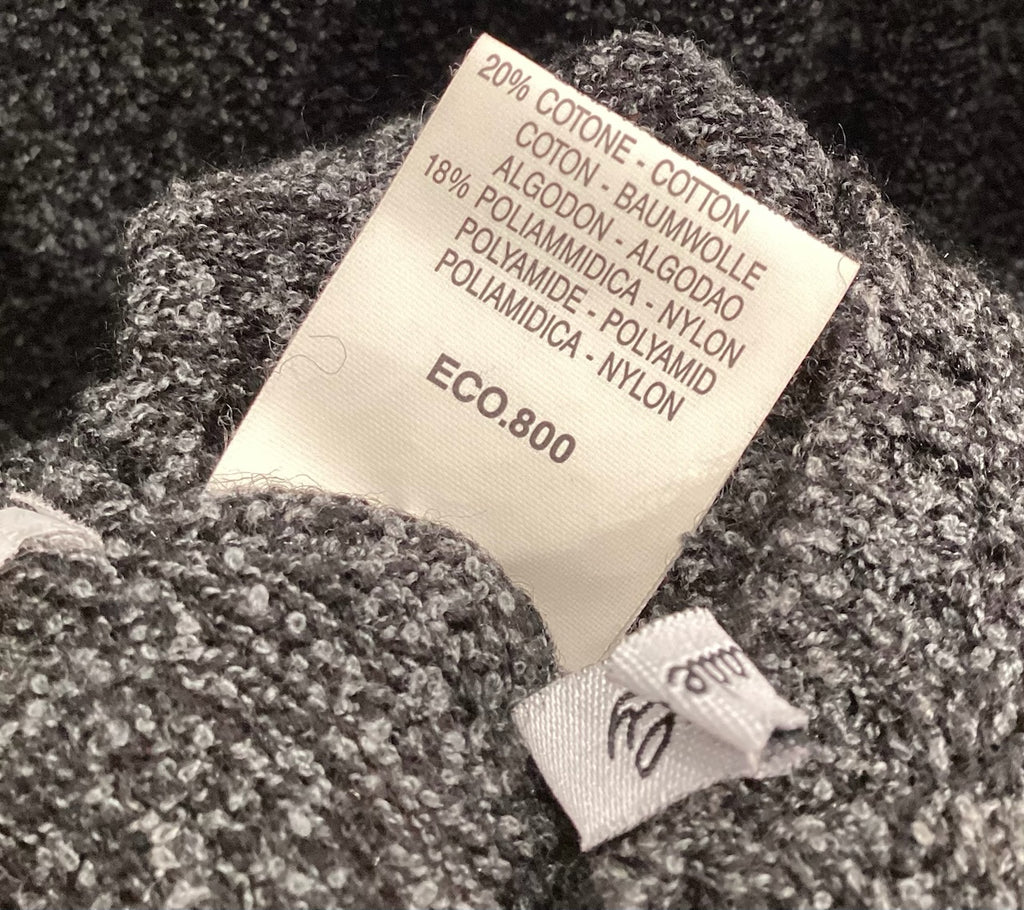 20% COTONE - COTTON
COTON - BAUMWOLLE
ALGODON - ALGODAO
18% POLIAMMIDICA - NYLON
POLYAMIDE - POLYAMID
POLIAMIDICA - NYLON
ECO.800